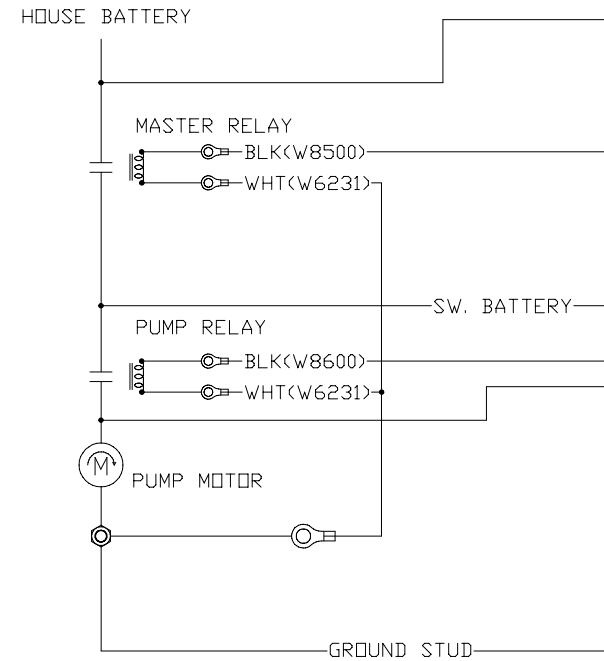 HOUSE BATTERY
MASTER RELAY
BLK(W8500)
WHT(W6231)
SW. BATTERY
PUMP RELAY
BLK(W8600)
WHT(W6231)
M
PUMP MOTOR
GROUND STUD